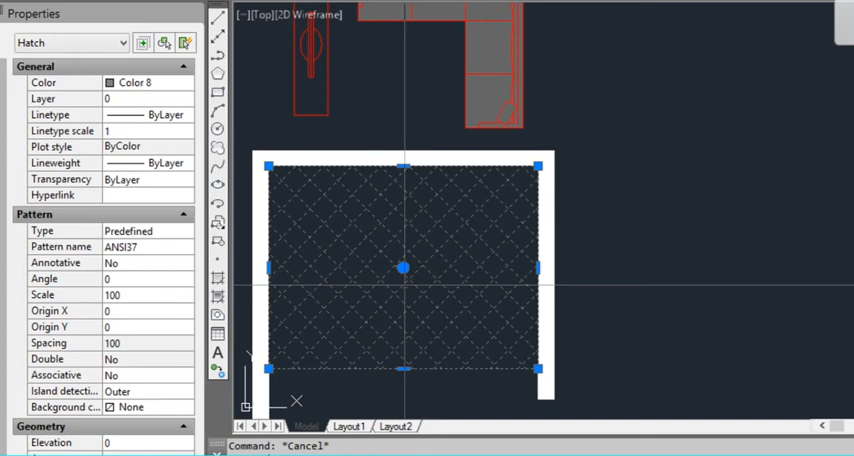 Properties
[−][Top][2D Wireframe]
Hatch
General
Color Color 8
Layer 0
Linetype ByLayer
Linetype scale 1
Plot style ByColor
Lineweight ByLayer
Transparency ByLayer
Hyperlink
Pattern
Type Predefined
Pattern name ANSI37
Annotative No
Angle 0
Scale 100
Origin X 0
Origin Y 0
Spacing 100
Double No
Associative No
Island detecti... Outer
Background c... None
Geometry
Elevation 0
A
Y
X
Model Layout1 Layout2
Command: *Cancel*